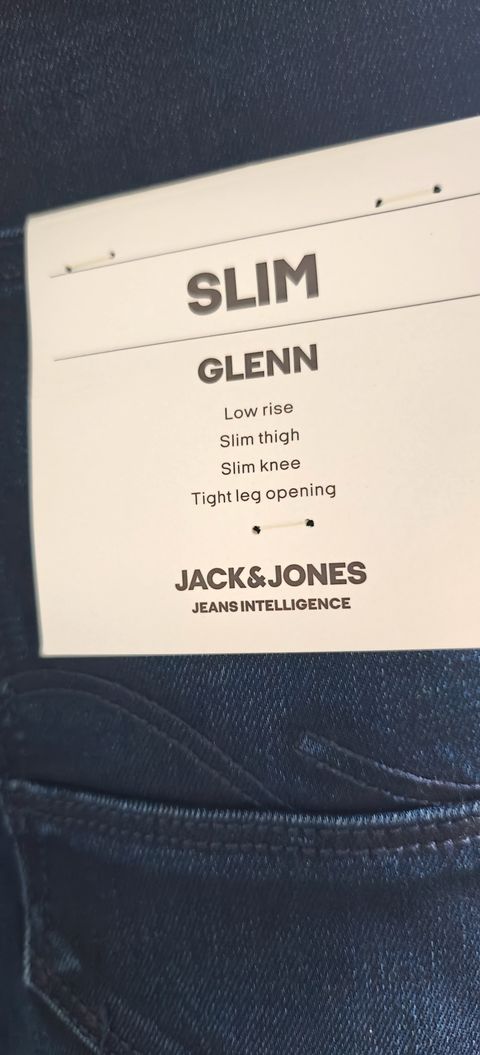 SLIM
GLENN
Low rise
Slim thigh
Slim knee
Tight leg opening
JACK&JONES
JEANS INTELLIGENCE